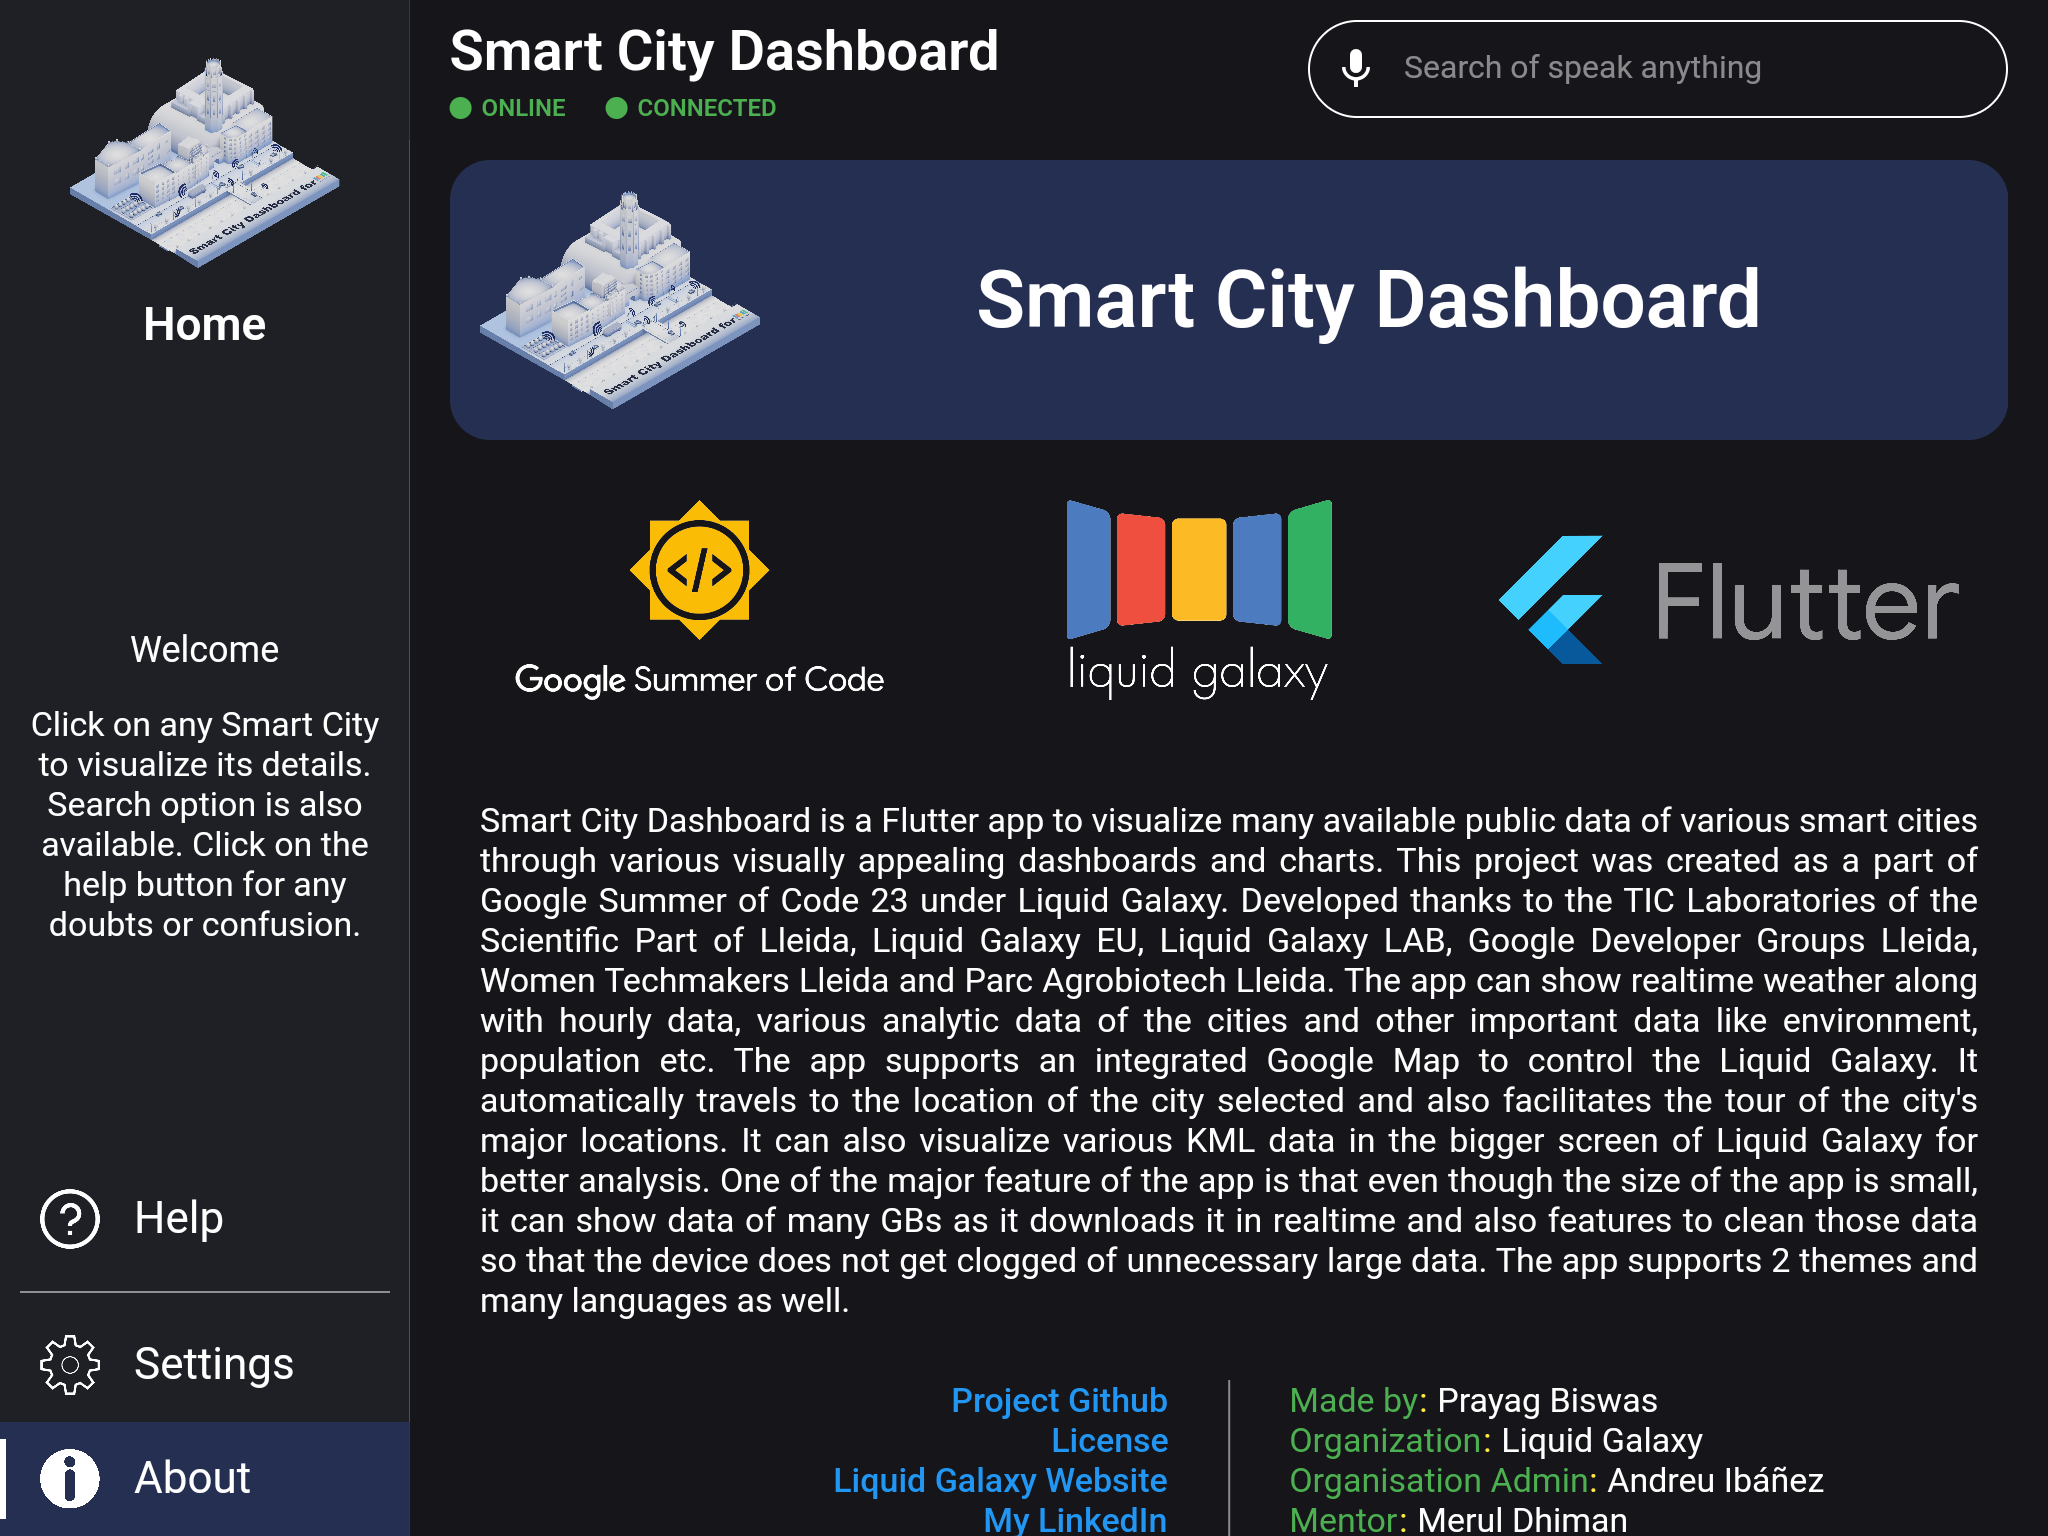 Smart City Dashboard for
Home
Welcome
Click on any Smart City
to visualize its details.
Search option is also
available. Click on the
help button for any
doubts or confusion.
Help
Settings
About
Smart City Dashboard
ONLINE CONNECTED
Search of speak anything
Smart City Dashboard for
Smart City Dashboard
Google Summer of Code
liquid galaxy
Flutter
Smart City Dashboard is a Flutter app to visualize many available public data of various smart cities
through various visually appealing dashboards and charts. This project was created as a part of
Google Summer of Code 23 under Liquid Galaxy. Developed thanks to the TIC Laboratories of the
Scientific Part of Lleida, Liquid Galaxy EU, Liquid Galaxy LAB, Google Developer Groups Lleida,
Women Techmakers Lleida and Parc Agrobiotech Lleida. The app can show realtime weather along
with hourly data, various analytic data of the cities and other important data like environment,
population etc. The app supports an integrated Google Map to control the Liquid Galaxy. It
automatically travels to the location of the city selected and also facilitates the tour of the city's
major locations. It can also visualize various KML data in the bigger screen of Liquid Galaxy for
better analysis. One of the major feature of the app is that even though the size of the app is small,
it can show data of many GBs as it downloads it in realtime and also features to clean those data
so that the device does not get clogged of unnecessary large data. The app supports 2 themes and
many languages as well.
Project Github
License
Liquid Galaxy Website
My LinkedIn
Made by: Prayag Biswas
Organization: Liquid Galaxy
Organisation Admin: Andreu Ibáñez
Mentor: Merul Dhiman